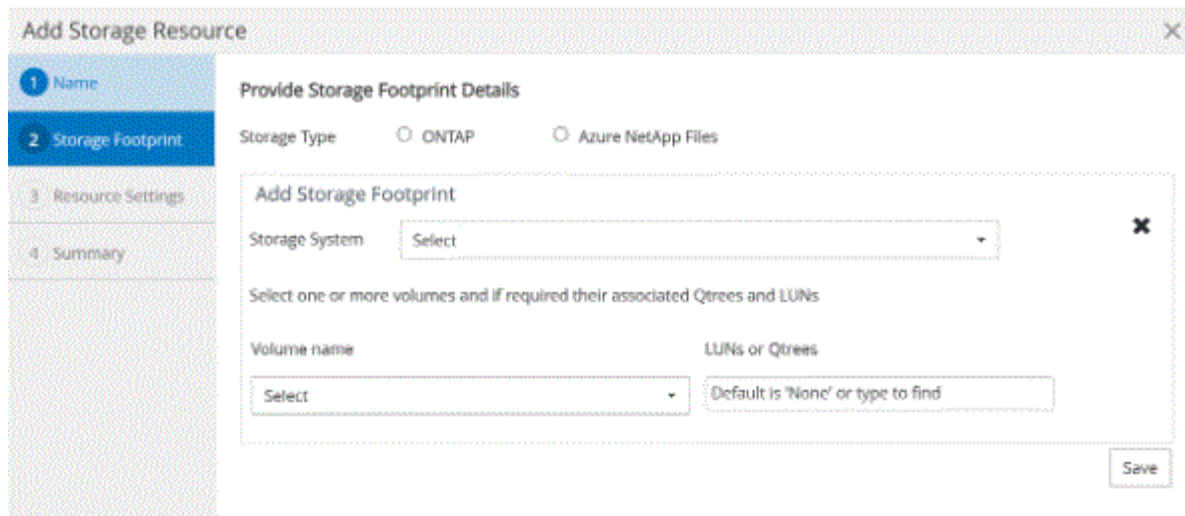 Add Storage Resource
1 Name
2 Storage Footprint
3 Resource Settings
4 Summary
Provide Storage Footprint Details
Storage Type ONTAP Azure NetApp Files
Add Storage Footprint
Storage System Select
Select one or more volumes and if required their associated Qtrees and LUNs
Volume name LUNs or Qtrees
Select Default is 'None' or type to find
Save